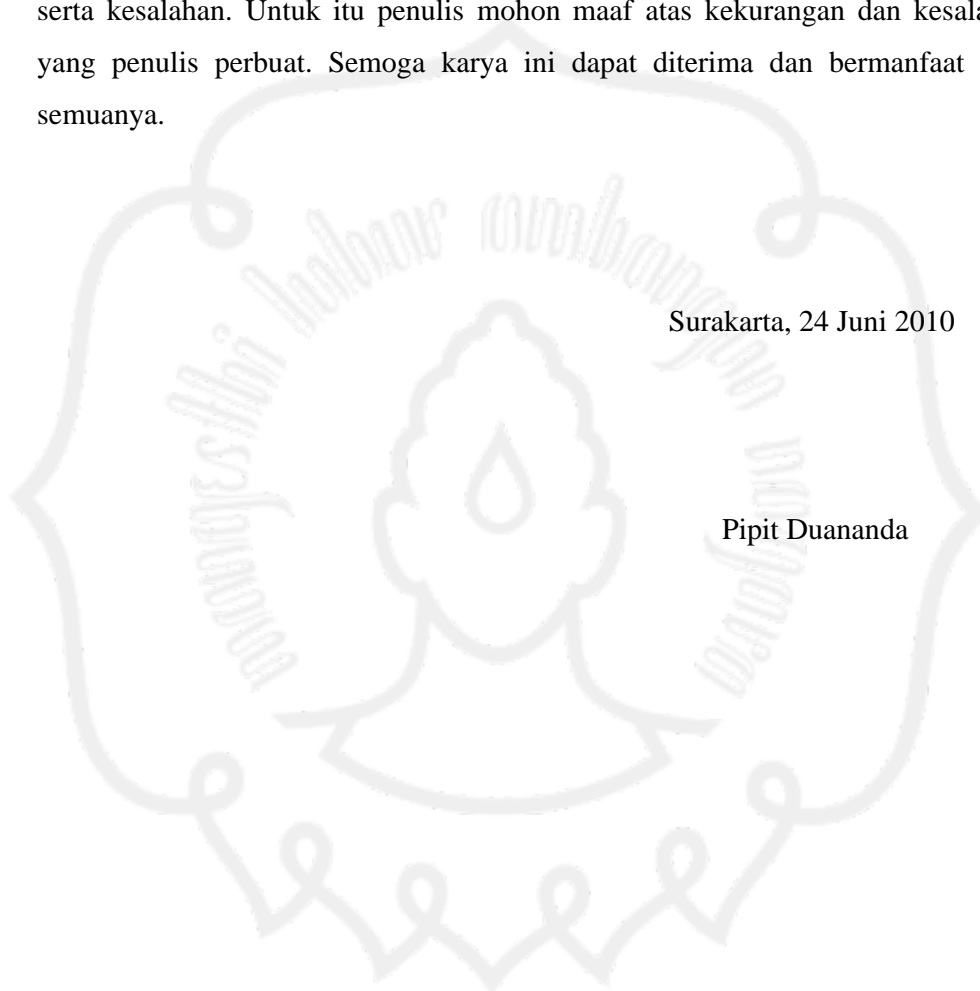 serta kesalahan. Untuk itu penulis mohon maaf atas kekurangan dan
yang penulis perbuat. Semoga karya ini dapat diterima dan bermanfaat
semuanya.
Surakarta, 24 Juni 2010
Pipit Duananda